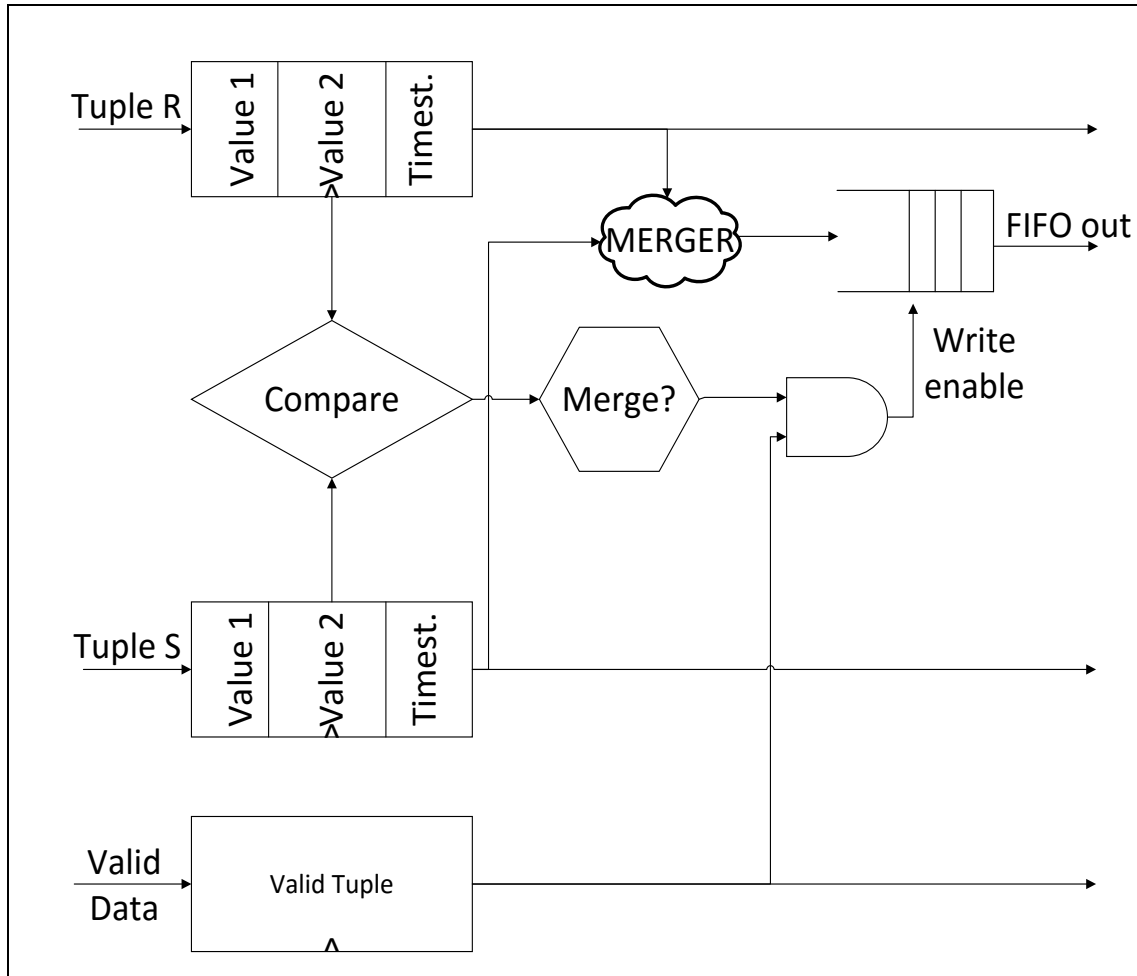 Tuple R
Value 1
Value 2
Timest.
MERGER
FIFO out
Write
enable
Compare
Merge?
Tuple S
Value 1
Value 2
Timest.
Valid
Data
Valid Tuple